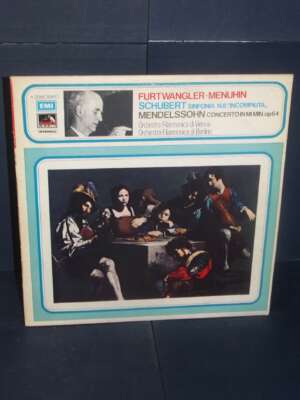 EMI
FURTWANGLER-MENUHIN
SCHUBERT SINFONIA N.8 "INCOMPIUTA"
MENDELSSOHN CONCERTO IN MI MIN. op 64
Orchestra Filarmonica di Vienna
Orchestra Filarmonica di Berlino